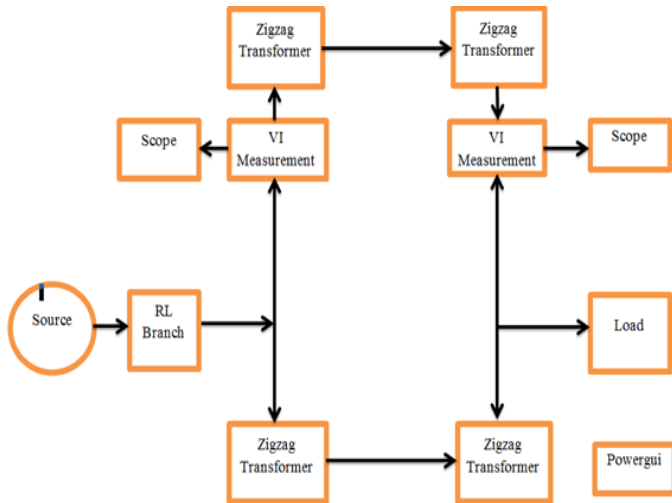 Zigzag
Transformer
Zigzag
Transformer
Scope
VI
Measurement
VI
Measurement
Scope
Source
RL
Branch
Load
Zigzag
Transformer
Zigzag
Transformer
Powergui